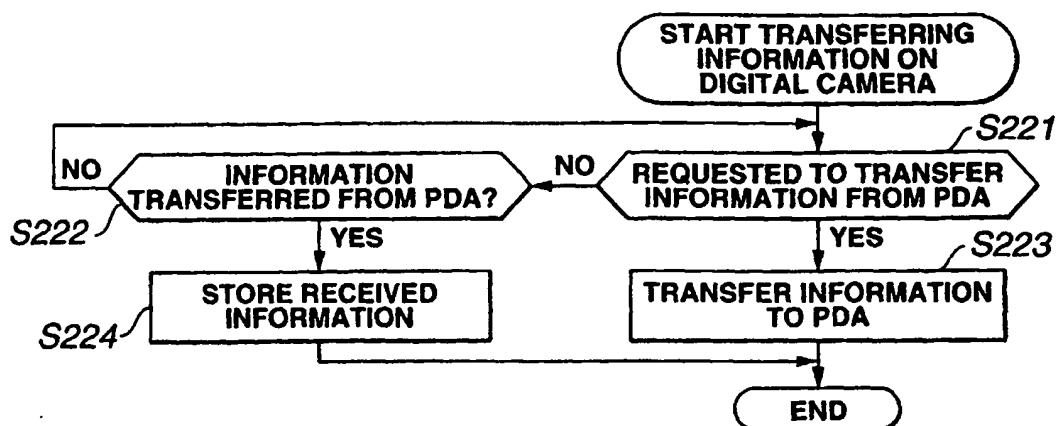 START TRANSFERRING
INFORMATION ON
DIGITAL CAMERA
S221
REQUESTED TO TRANSFER
INFORMATION FROM PDA
NO
INFORMATION
TRANSFERRED FROM PDA?
NO
S222
YES
YES
S223
TRANSFER INFORMATION
TO PDA
STORE RECEIVED
INFORMATION
S224
END